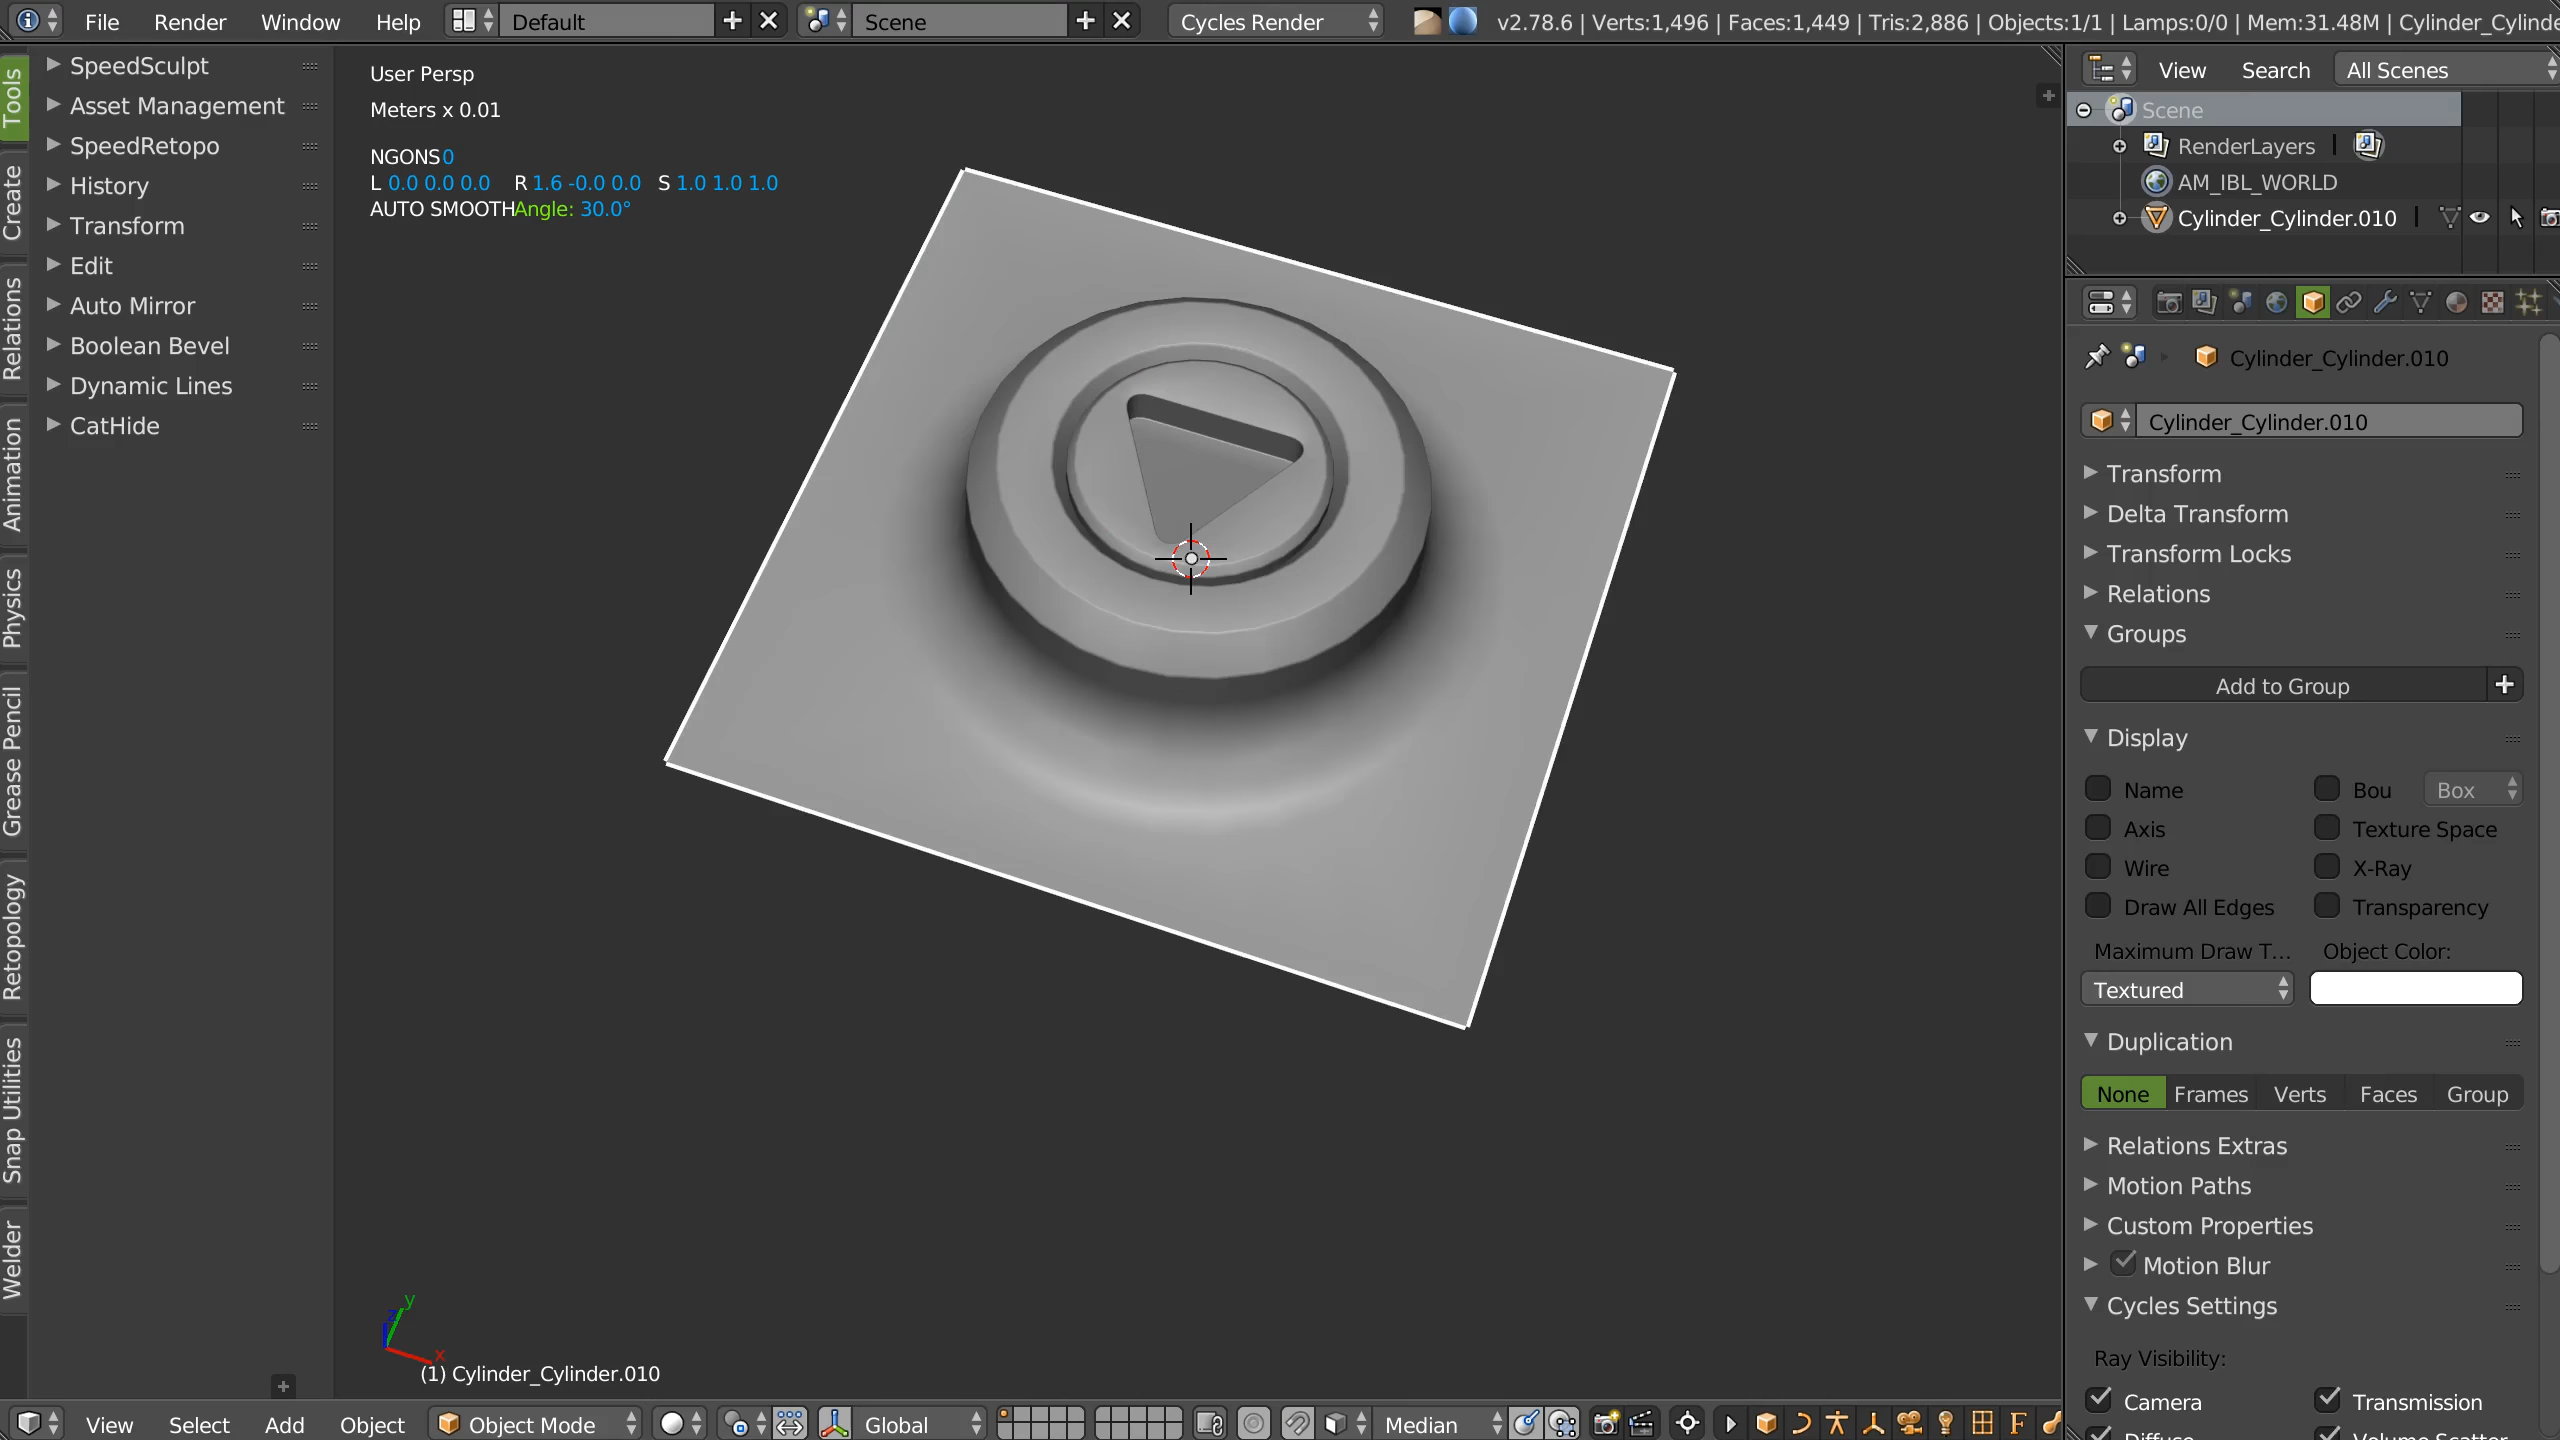 File Render Window Help Default Scene Cycles Render v2.78.6 | Verts:1,496 | Faces:1,449 | Tris:2,886 | Objects:1/1 | Lamps:0/0 | Mem:31.48M | Cylinder_Cylinde
Tools
Create
Relations
Animation
Physics
Grease Pencil
Retopology
Snap Utilities
Welder
SpeedSculpt
Asset Management
SpeedRetopo
History
Transform
Edit
Auto Mirror
Boolean Bevel
Dynamic Lines
CatHide
User Persp
Meters x 0.01
NGONS 0
L 0.0 0.0 0.0 R 1.6 -0.0 0.0 S 1.0 1.0 1.0
AUTO SMOOTH Angle: 30.0°
y
z
x
(1) Cylinder_Cylinder.010
View Select Add Object Object Mode Global Median F
View Search All Scenes
Scene
RenderLayers |
AM_IBL_WORLD
Cylinder_Cylinder.010 |
Cylinder_Cylinder.010
Cylinder_Cylinder.010
Transform
Delta Transform
Transform Locks
Relations
Groups
Add to Group
Display
Name Bou Box
Axis Texture Space
Wire X-Ray
Draw All Edges Transparency
Maximum Draw T... Object Color:
Textured
Duplication
None Frames Verts Faces Group
Relations Extras
Motion Paths
Custom Properties
Motion Blur
Cycles Settings
Ray Visibility:
Camera Transmission
Diffuse Volume Scatter